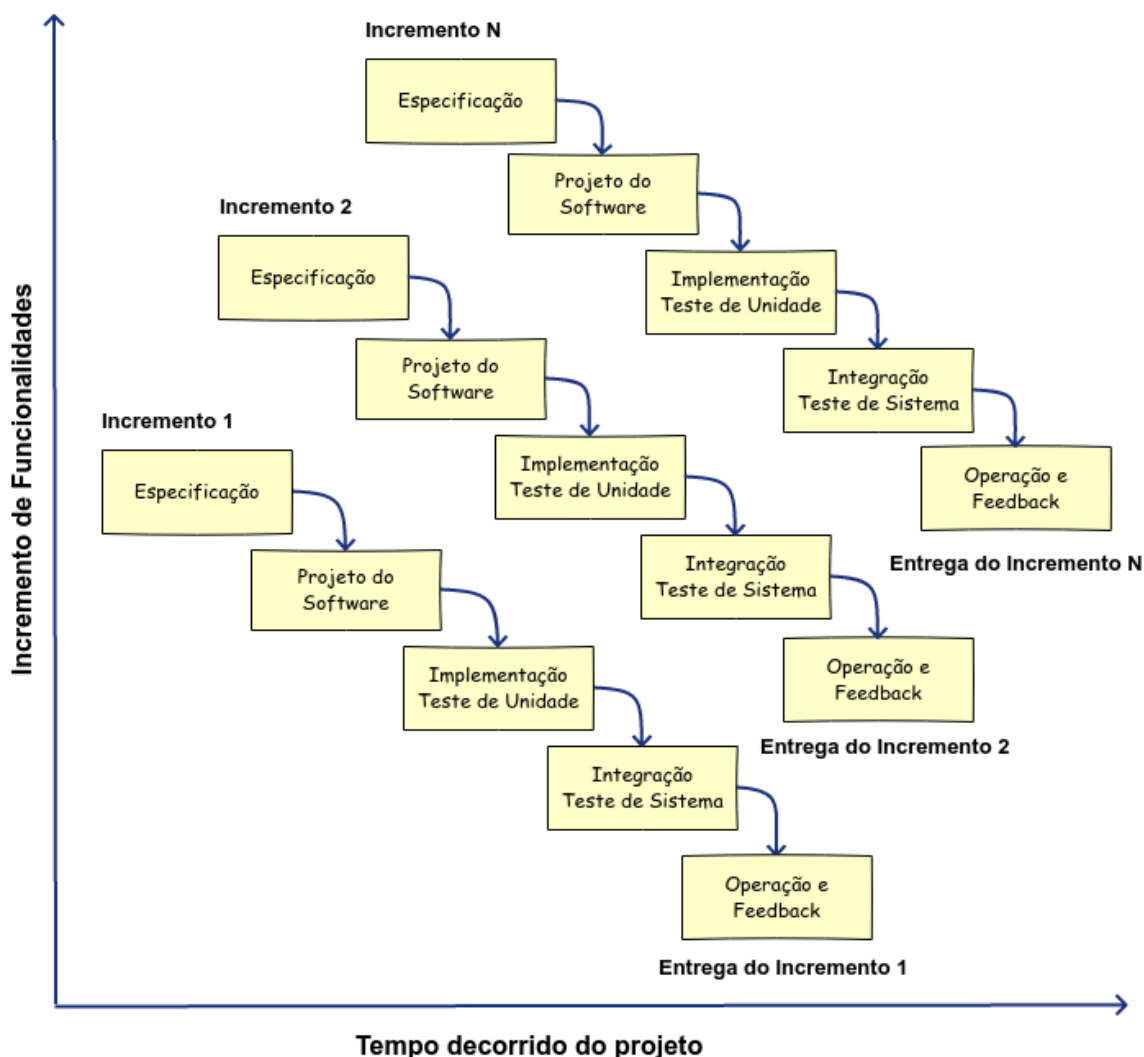 Incremento N
Especificação
Projeto do
Software
Implementação
Teste de Unidade
Integração
Teste de Sistema
Operação e
Feedback
Entrega do Incremento N
Incremento 2
Especificação
Projeto do
Software
Implementação
Teste de Unidade
Integração
Teste de Sistema
Operação e
Feedback
Entrega do Incremento 2
Incremento 1
Especificação
Projeto do
Software
Implementação
Teste de Unidade
Integração
Teste de Sistema
Operação e
Feedback
Entrega do Incremento 1
Incremento de Funcionalidades
Tempo decorrido do projeto